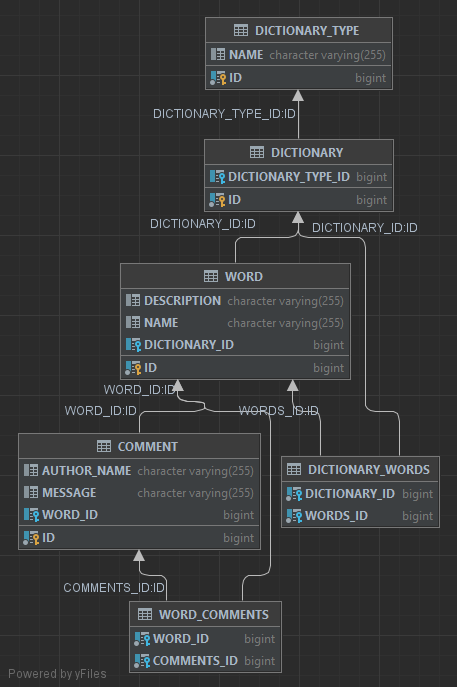 DICTIONARY_TYPE
NAME character varying(255)
ID bigint
DICTIONARY_TYPE_ID:ID
DICTIONARY
DICTIONARY_TYPE_ID bigint
ID bigint
DICTIONARY_ID:ID
DICTIONARY_ID:ID
WORD
DESCRIPTION character varying(255)
NAME character varying(255)
DICTIONARY_ID bigint
ID bigint
WORD_ID:ID
WORD_ID:ID
WORDS_ID:ID
COMMENT
AUTHOR_NAME character varying(255)
MESSAGE character varying(255)
WORD_ID bigint
ID bigint
DICTIONARY_WORDS
DICTIONARY_ID bigint
WORDS_ID bigint
COMMENTS_ID:ID
WORD_COMMENTS
WORD_ID bigint
COMMENTS_ID bigint
Powered by yFiles